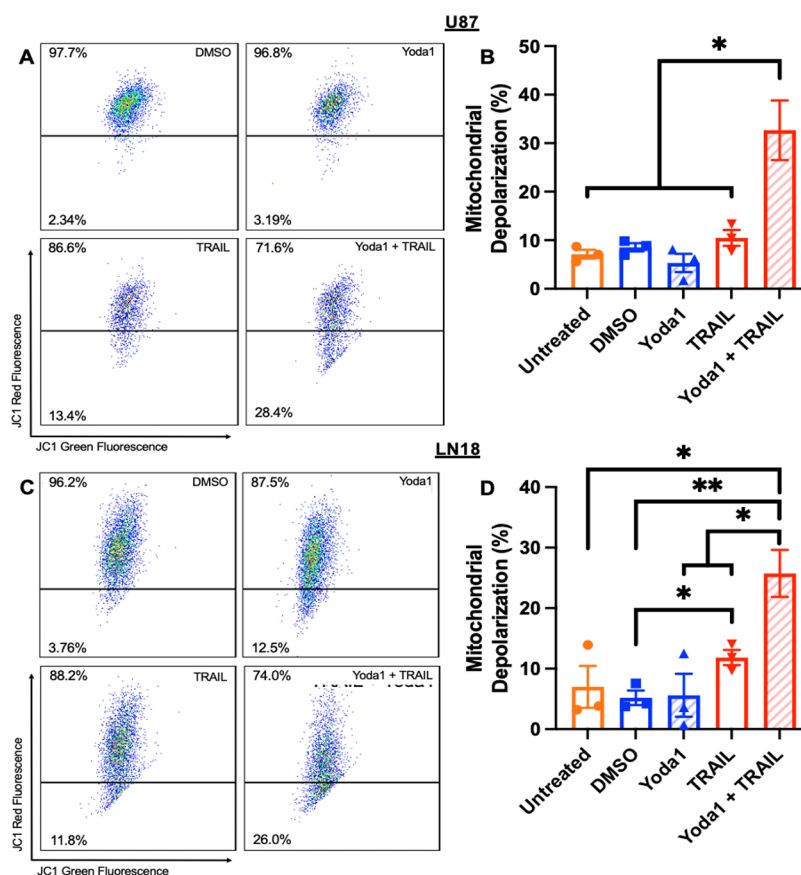 U87
A
97.7%
DMSO
2.34%
96.8%
Yoda1
3.19%
86.6%
TRAIL
13.4%
71.6%
Yoda1 + TRAIL
28.4%
JC1 Red Fluorescence
JC1 Green Fluorescence
B
Mitochondrial
Depolarization (%)
50
40
30
20
10
0
*
Untreated
DMSO
Yoda1
TRAIL
Yoda1 + TRAIL
LN18
C
96.2%
DMSO
3.76%
87.5%
Yoda1
12.5%
88.2%
TRAIL
11.8%
74.0%
Yoda1 + TRAIL
26.0%
JC1 Red Fluorescence
JC1 Green Fluorescence
D
Mitochondrial
Depolarization (%)
40
30
20
10
0
*
**
*
*
Untreated
DMSO
Yoda1
TRAIL
Yoda1 + TRAIL